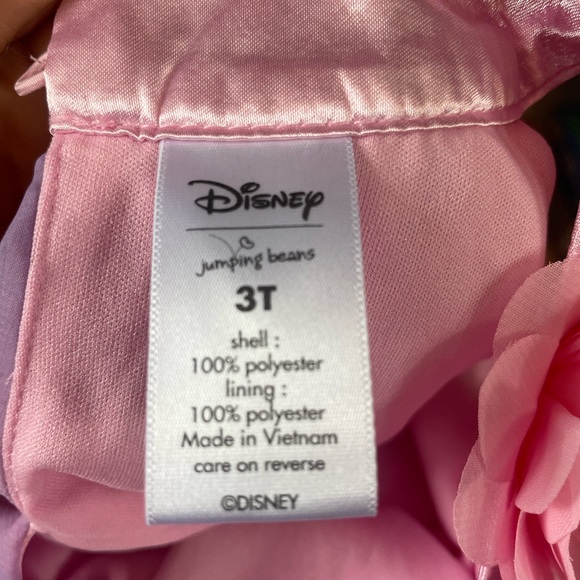 Disney
jumping beans
3T
shell :
100% polyester
lining :
100% polyester
Made in Vietnam
care on reverse
©DISNEY